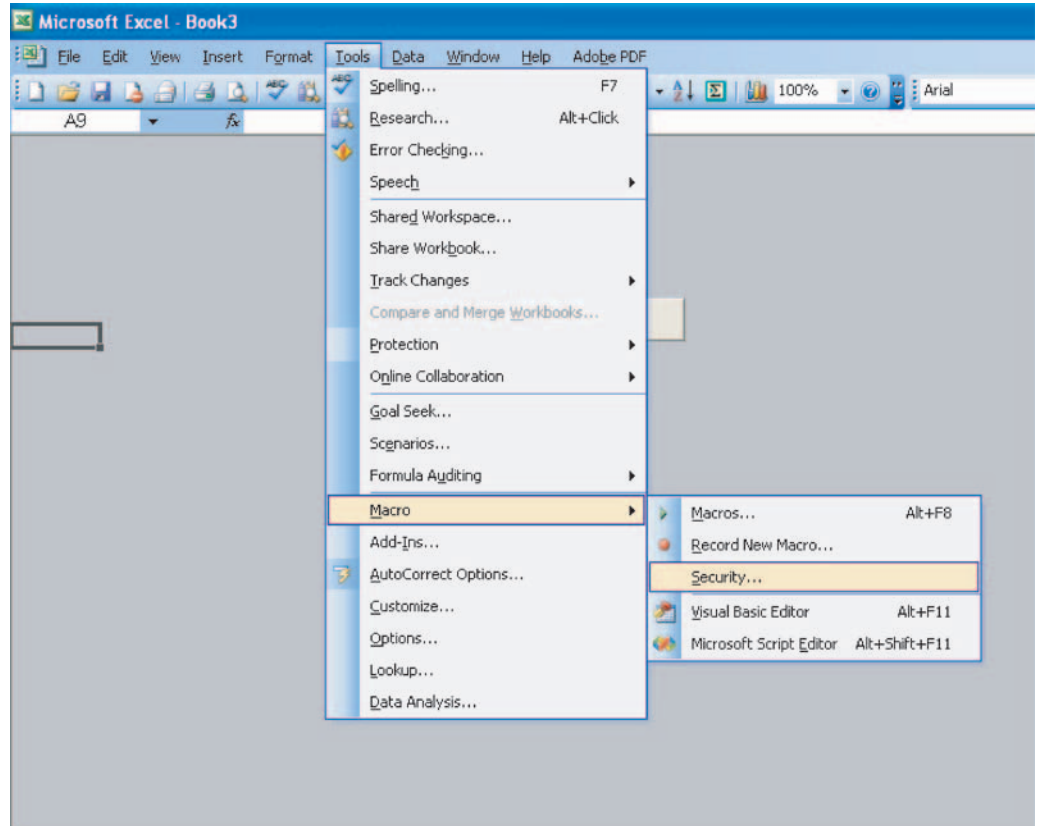 Microsoft Excel - Book3
File Edit View Insert Format Tools Data Window Help Adobe PDF
100% Arial
A9 fx
Spelling... F7
Research... Alt+Click
Error Checking...
Speech
Shared Workspace...
Share Workbook...
Track Changes
Compare and Merge Workbooks...
Protection
Online Collaboration
Goal Seek...
Scenarios...
Formula Auditing
Macro
Macros... Alt+F8
Record New Macro...
Security...
Visual Basic Editor Alt+F11
Microsoft Script Editor Alt+Shift+F11
Add-Ins...
AutoCorrect Options...
Customize...
Options...
Lookup...
Data Analysis...